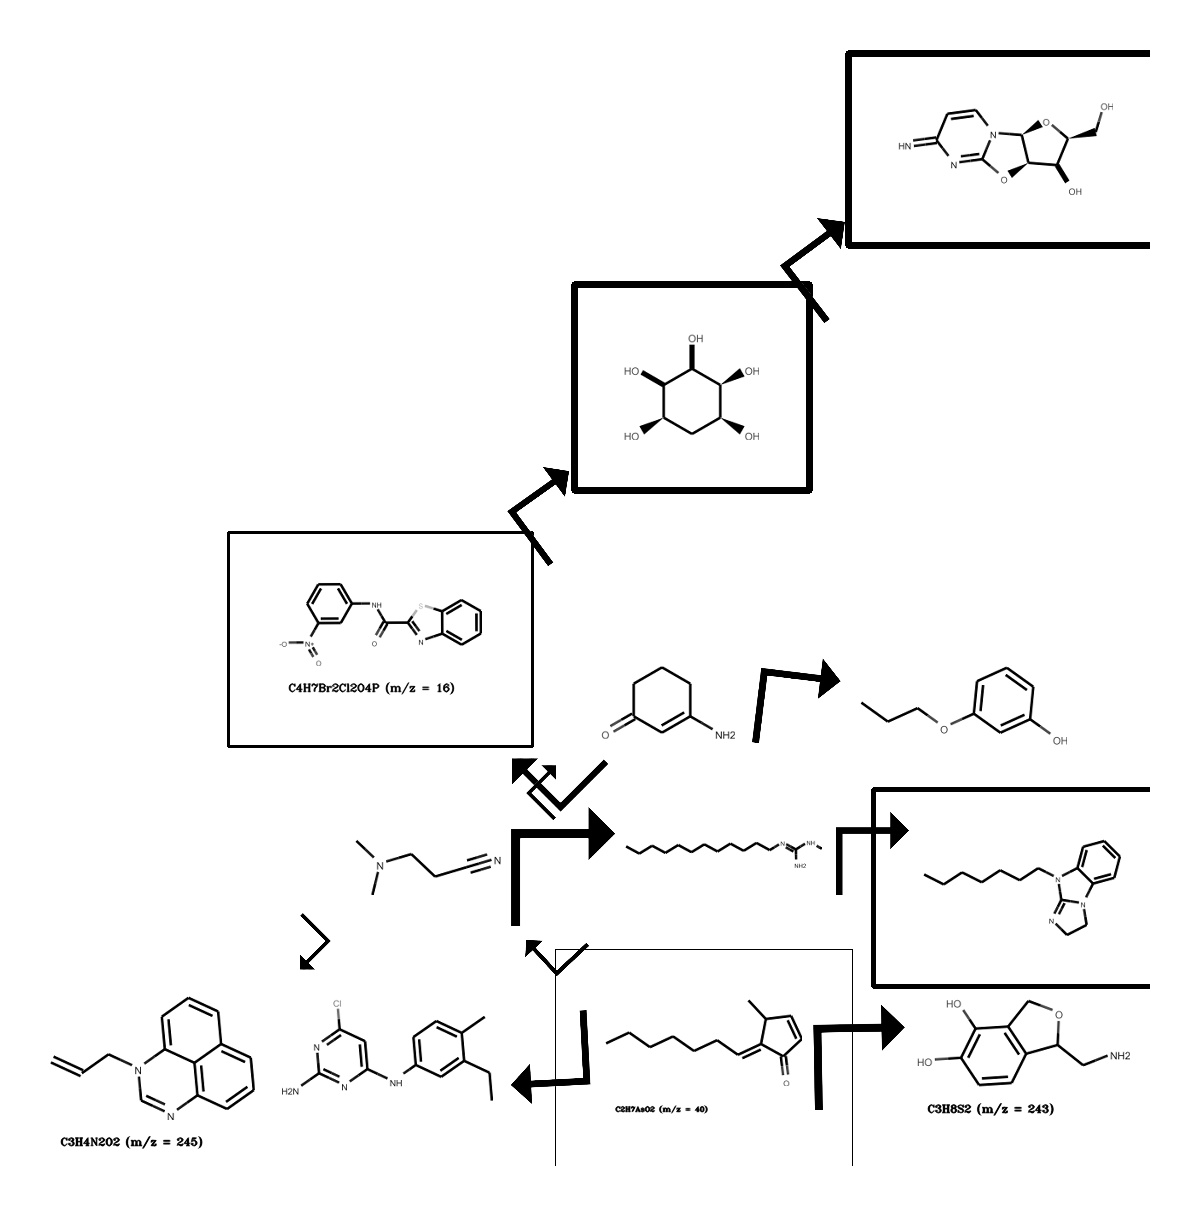 OH
O
N
HN
N
O
OH
OH
HO
OH
HO
OH
NH
S
O
N
-O
N+
O
C4H7Br2Cl2O4P (m/z = 16)
O
NH2
O
OH
N
N
N
NH
NH2
N
N
N
Cl
N
N
H2N
NH
N
N
C3H4N2O2 (m/z = 245)
O
C2H7AsO2 (m/z = 40)
HO
O
HO
NH2
C3H8S2 (m/z = 243)